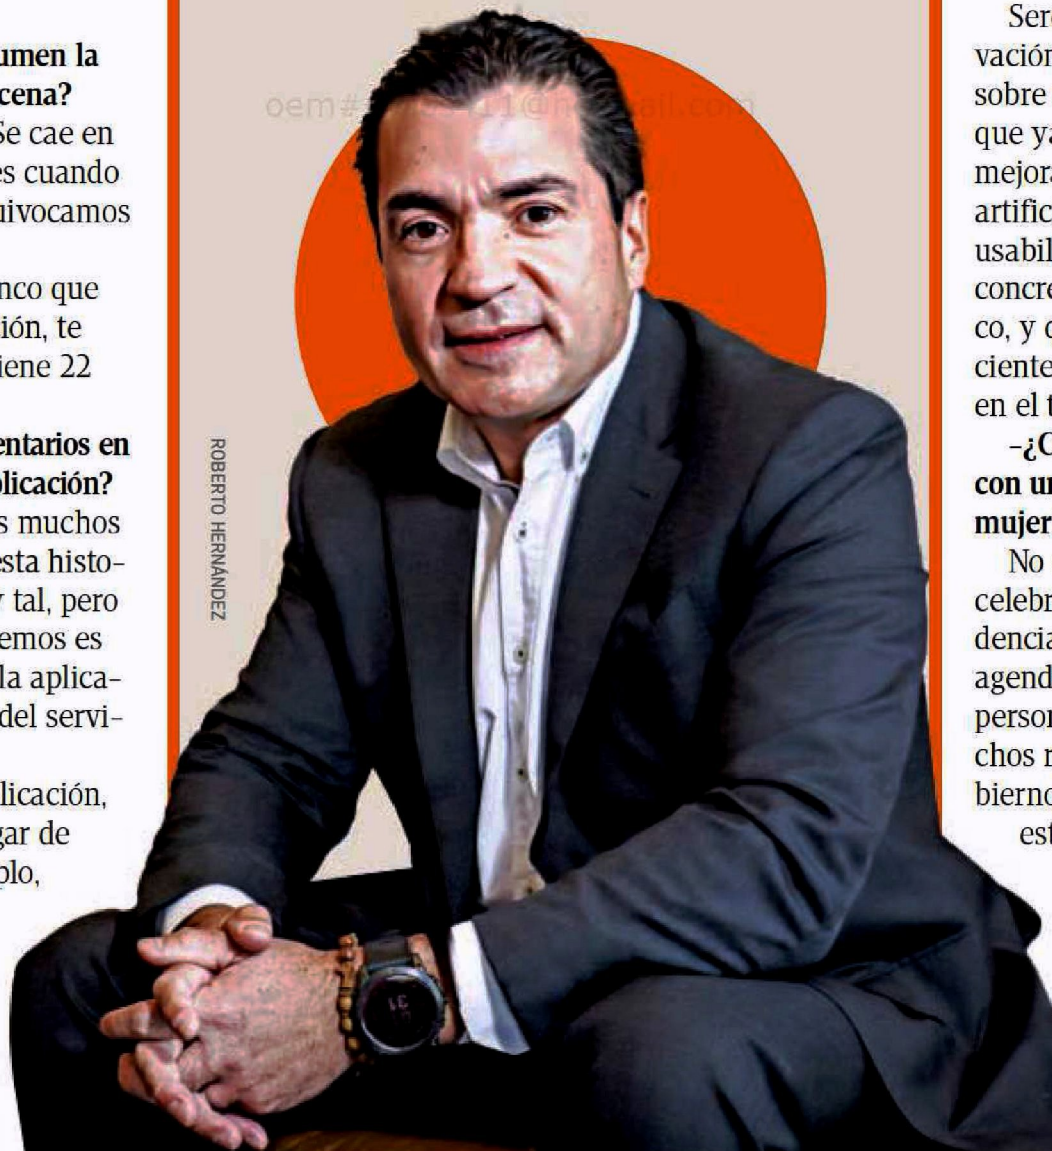 umen la
cena?
Se cae en
es cuando
uivocamos
nco que
ión, te
iene 22
entarios en
plicación?
s muchos
esta histo-
y tal, pero
emos es
la aplica-
del servi-
licación,
gar de
plo,
ROBERTO HERNÁNDEZ
Ser
vación
sobre
que ya
mejora
artific
usabil
concre
co, y
ciente
en el t
-¿C
con un
mujer
No
celebr
dencia
agend
person
chos r
bierno
est